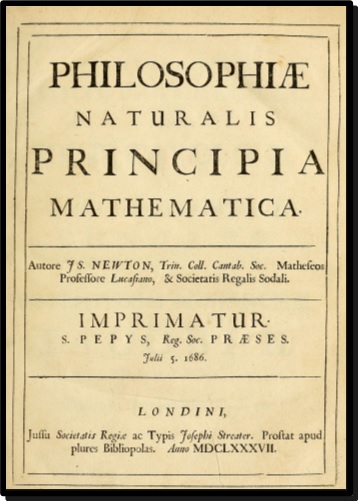 PHILOSOPHIÆ
NATURALIS
PRINCIPIA
MATHEMATICA.
Autore JS. NEWTON, Trin. Coll. Cantab. Soc. Matheseos
Professore Lucasiano, & Societatis Regalis Sodali.
IMPRIMATUR.
S. PEPYS, Reg. Soc. PRÆSES.
Julii 5. 1686.
LONDINI,
Jussu Societatis Regiæ ac Typis Josephi Streater. Prostat apud
plures Bibliopolas. Anno MDCLXXXVII.